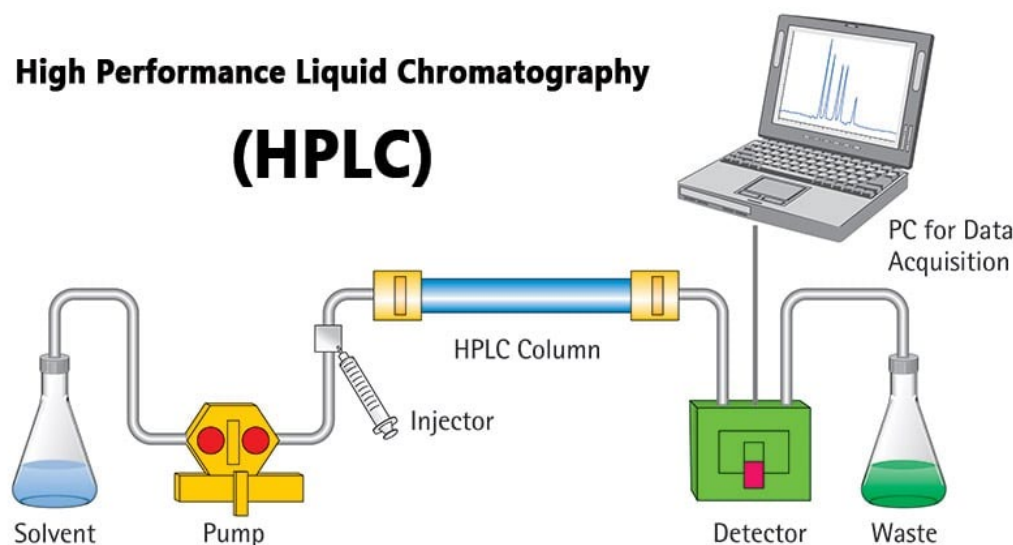 High Performance Liquid Chromatography
(HPLC)
PC for Data
Acquisition
HPLC Column
Injector
Solvent
Pump
Detector
Waste